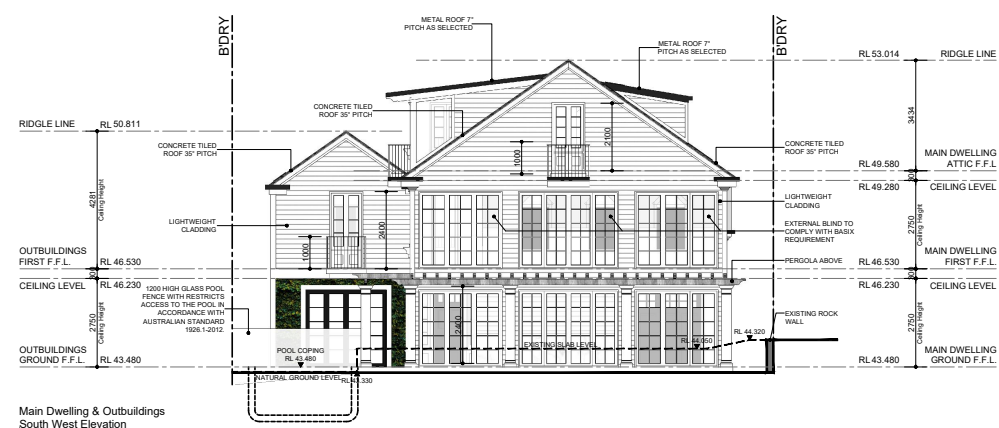 METAL ROOF 7°
PITCH AS SELECTED
METAL ROOF 7°
PITCH AS SELECTED
B'DRY
B'DRY
RL 53.014
RIDGLE LINE
CONCRETE TILED
ROOF 35° PITCH
RIDGLE LINE
RL 50.811
CONCRETE TILED
ROOF 35° PITCH
3434
2100
1000
CONCRETE TILED
ROOF 35° PITCH
MAIN DWELLING
ATTIC F.F.L.
RL 49.580
RL 49.280
CEILING LEVEL
4281
Ceiling Height
LIGHTWEIGHT
CLADDING
LIGHTWEIGHT
CLADDING
2400
1000
2750
Ceiling Height
EXTERNAL BLIND TO
COMPLY WITH BASIX
REQUIREMENT
OUTBUILDINGS
FIRST F.F.L.
RL 46.530
RL 46.530
MAIN DWELLING
FIRST F.F.L.
PERGOLA ABOVE
CEILING LEVEL
RL 46.230
RL 46.230
CEILING LEVEL
1200 HIGH GLASS POOL
FENCE WITH RESTRICTS
ACCESS TO THE POOL IN
ACCORDANCE WITH
AUSTRALIAN STANDARD
1926.1-2012.
2750
Ceiling Height
2400
2750
Ceiling Height
EXISTING ROCK
WALL
RL 44.320
RL 44.050
EXISTING SLAB LEVEL
POOL COPING
RL 43.480
OUTBUILDINGS
GROUND F.F.L.
RL 43.480
RL 43.480
MAIN DWELLING
GROUND F.F.L.
NATURAL GROUND LEVEL
Main Dwelling & Outbuildings
South West Elevation